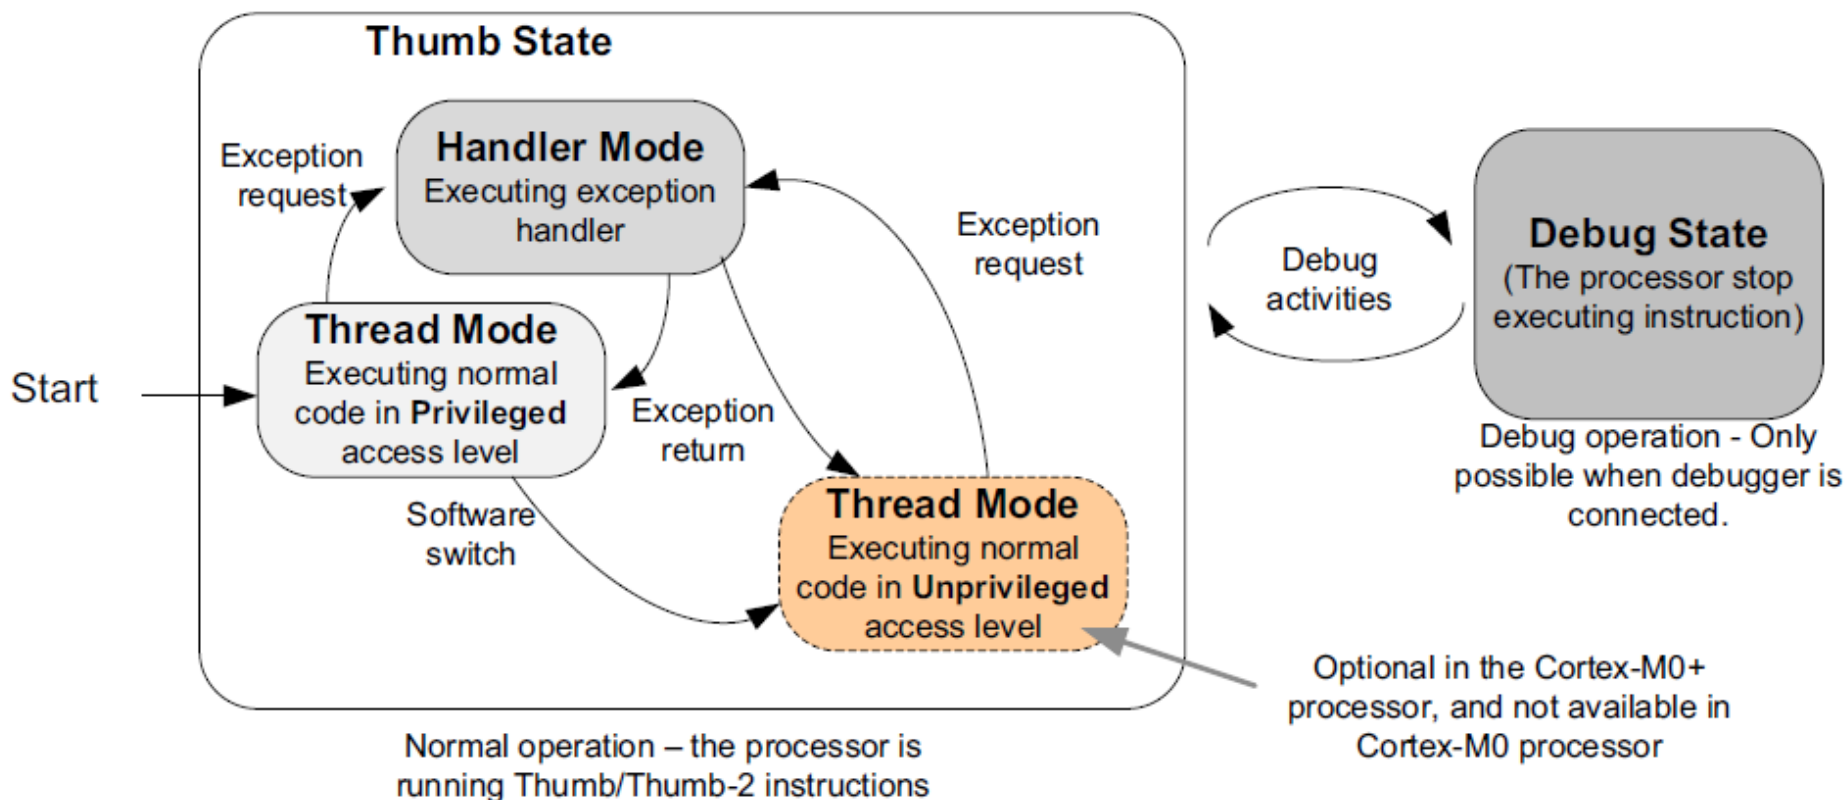 Thumb State
Exception
request
Handler Mode
Executing exception
handler
Exception
request
Start
Thread Mode
Executing normal
code in Privileged
access level
Exception
return
Software
switch
Thread Mode
Executing normal
code in Unprivileged
access level
Debug
activities
Debug State
(The processor stop
executing instruction)
Debug operation - Only
possible when debugger is
connected.
Optional in the Cortex-M0+
processor, and not available in
Cortex-M0 processor
Normal operation – the processor is
running Thumb/Thumb-2 instructions